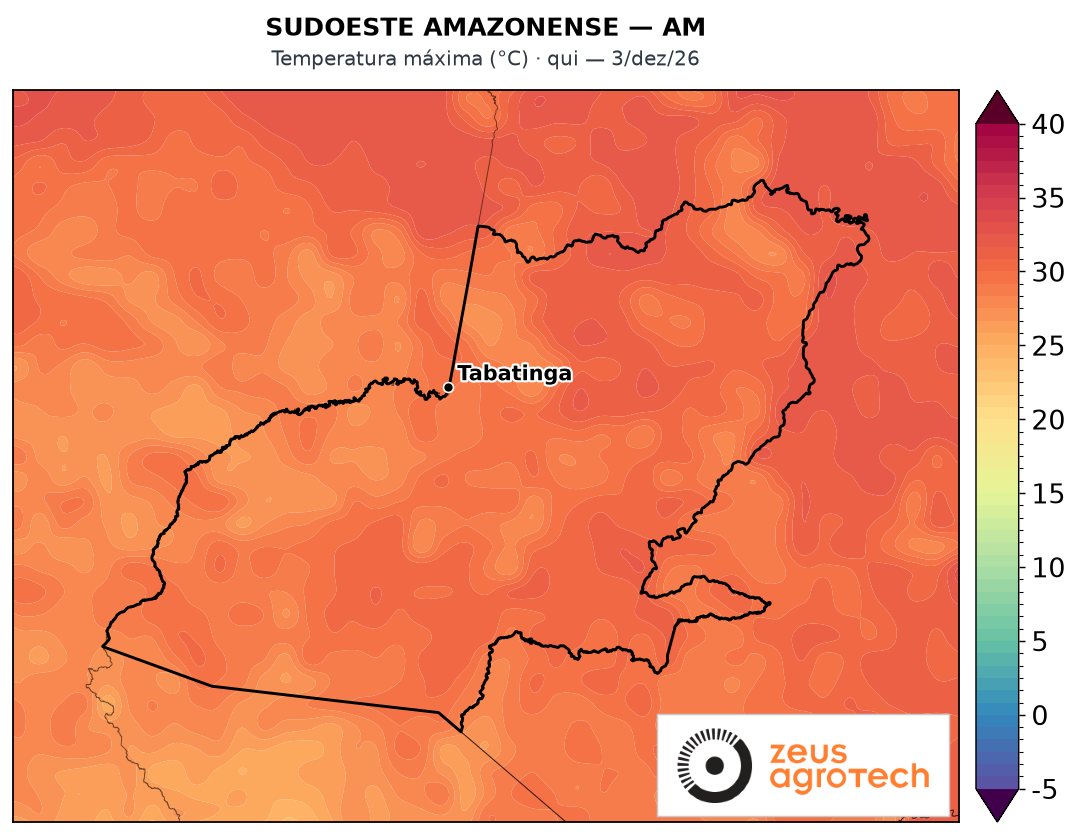 SUDOESTE AMAZONENSE — AM
Temperatura máxima (°C) · qui — 3/dez/26
Tabatinga
40
35
30
25
20
15
10
5
0
-5
zeus
agrotech